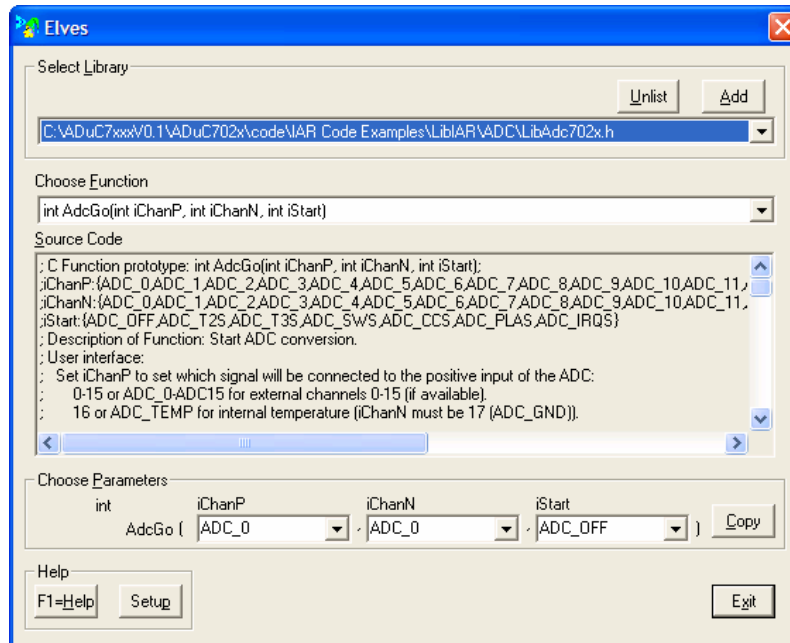 Elves
Select Library
Unlist Add
C:\ADuC7xxxV0.1\ADuC702x\code\IAR Code Examples\LibIAR\ADC\LibAdc702x.h
Choose Function
int AdcGo(int iChanP, int iChanN, int iStart)
Source Code
; C Function prototype: int AdcGo(int iChanP, int iChanN, int iStart);
;iChanP:{ADC_0,ADC_1,ADC_2,ADC_3,ADC_4,ADC_5,ADC_6,ADC_7,ADC_8,ADC_9,ADC_10,ADC_11,
;iChanN:{ADC_0,ADC_1,ADC_2,ADC_3,ADC_4,ADC_5,ADC_6,ADC_7,ADC_8,ADC_9,ADC_10,ADC_11,
;iStart:{ADC_OFF,ADC_T2S,ADC_T3S,ADC_SWS,ADC_CCS,ADC_PLAS,ADC_IRQS}
; Description of Function: Start ADC conversion.
; User interface:
; Set iChanP to set which signal will be connected to the positive input of the ADC:
; 0-15 or ADC_0-ADC15 for external channels 0-15 (if available).
; 16 or ADC_TEMP for internal temperature (iChanN must be 17 (ADC_GND)).
Choose Parameters
int iChanP iChanN iStart
AdcGo ( ADC_0 , ADC_0 , ADC_OFF ) Copy
Help
F1=Help Setup Exit